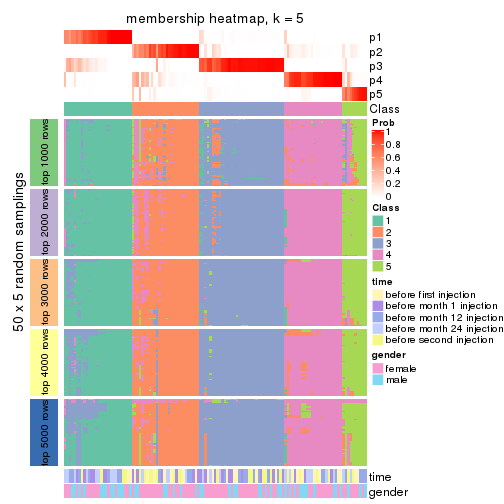 membership heatmap, k = 5
p1
p2
p3
p4
p5
Class
50 x 5 random samplings
top 1000 rows
top 2000 rows
top 3000 rows
top 4000 rows
top 5000 rows
time
gender
Prob
1
0.8
0.6
0.4
0.2
0
Class
1
2
3
4
5
time
before first injection
before month 1 injection
before month 12 injection
before month 24 injection
before second injection
gender
female
male